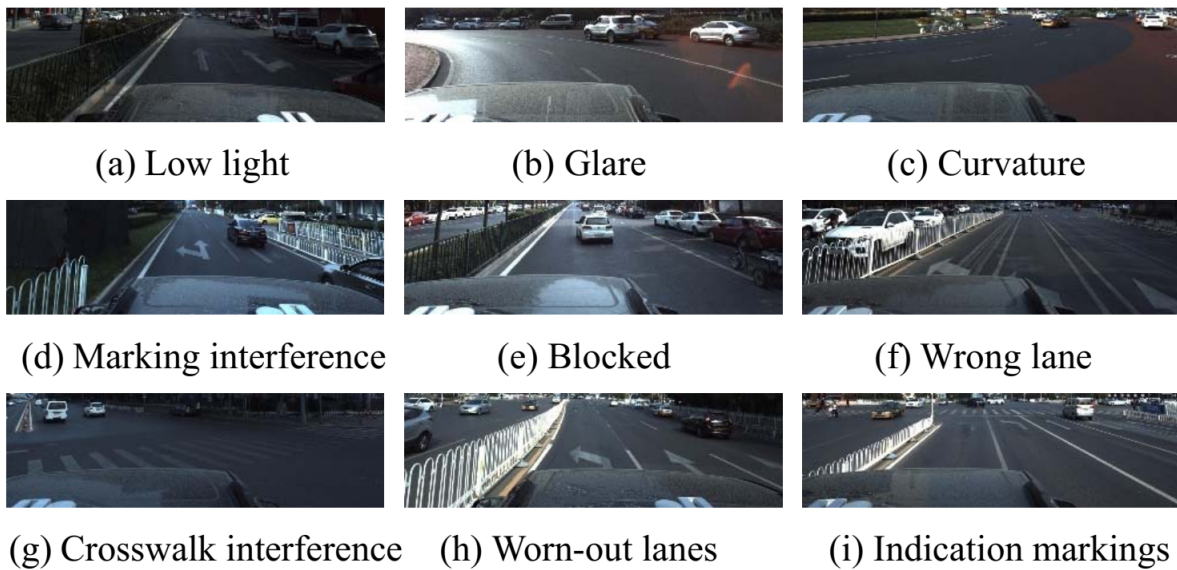 (a) Low light
(b) Glare
(c) Curvature
(d) Marking interference
(e) Blocked
(f) Wrong lane
(g) Crosswalk interference
(h) Worn-out lanes
(i) Indication markings